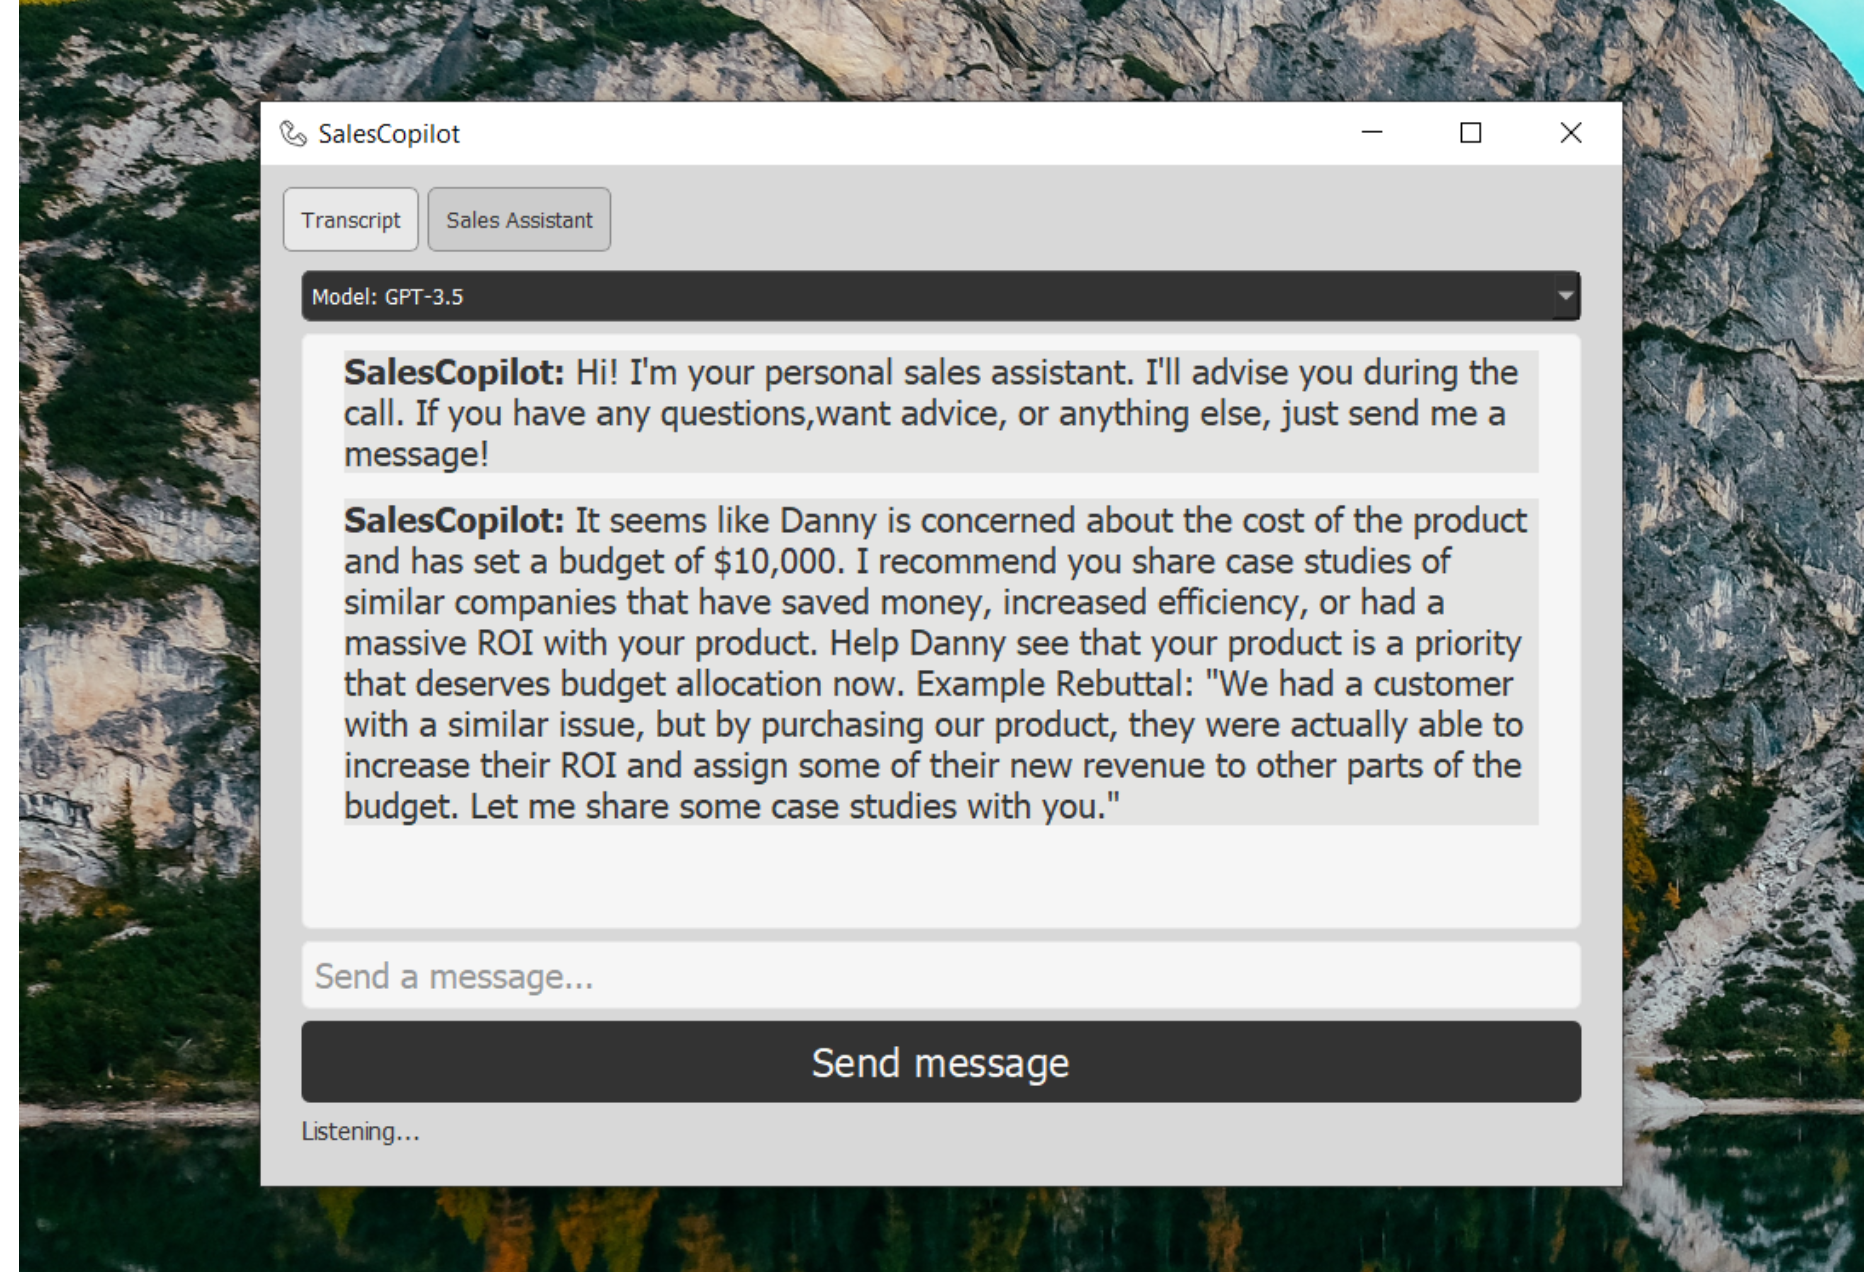 SalesCopilot
Transcript
Sales Assistant
Model: GPT-3.5
SalesCopilot: Hi! I'm your personal sales assistant. I'll advise you during the
call. If you have any questions,want advice, or anything else, just send me a
message!
SalesCopilot: It seems like Danny is concerned about the cost of the product
and has set a budget of $10,000. I recommend you share case studies of
similar companies that have saved money, increased efficiency, or had a
massive ROI with your product. Help Danny see that your product is a priority
that deserves budget allocation now. Example Rebuttal: "We had a customer
with a similar issue, but by purchasing our product, they were actually able to
increase their ROI and assign some of their new revenue to other parts of the
budget. Let me share some case studies with you."
Send a message...
Send message
Listening...